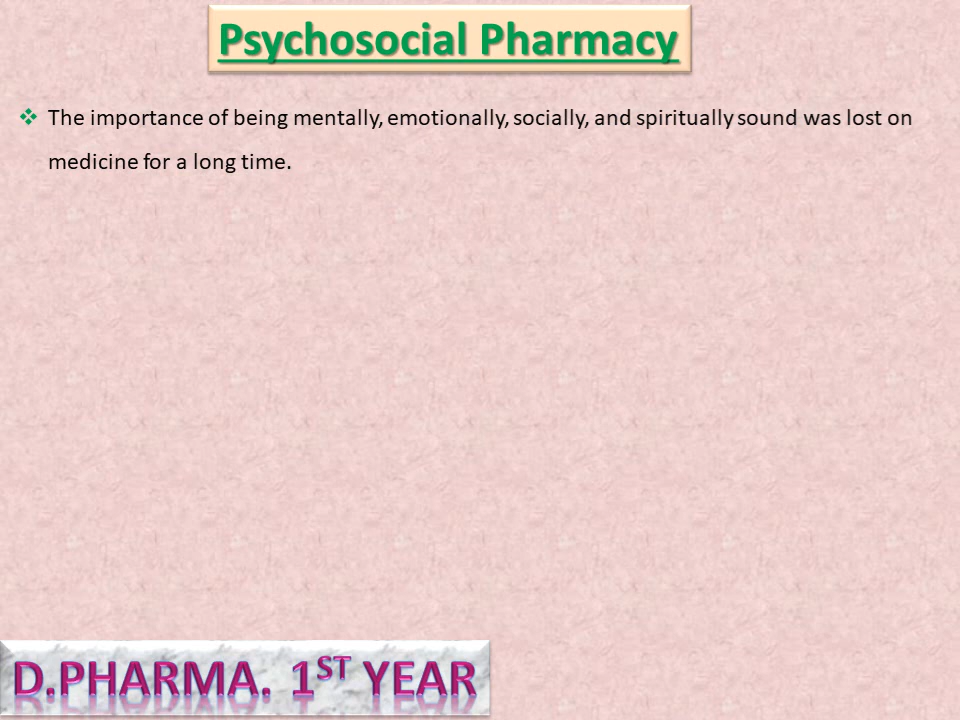 Psychosocial Pharmacy
❖ The importance of being mentally, emotionally, socially, and spiritually sound was lost on
medicine for a long time.
D.PHARMA. 1ST YEAR